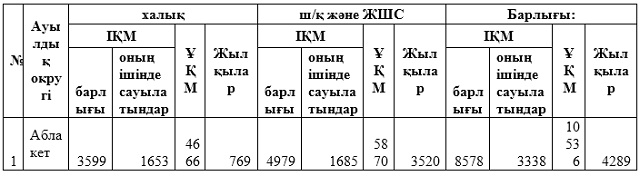 № Ауылдық округі халық ш/қ және ЖШС Барлығы:
ІҚМ ҰҚМ Жылқылар ІҚМ ҰҚМ Жылқылар ІҚМ ҰҚМ Жылқылар
барлығы оның ішінде сауылатындар барлығы оның ішінде сауылатындар барлығы оның ішінде сауылатындар
1 Аблакет 3599 1653 4666 769 4979 1685 5870 3520 8578 3338 10536 4289